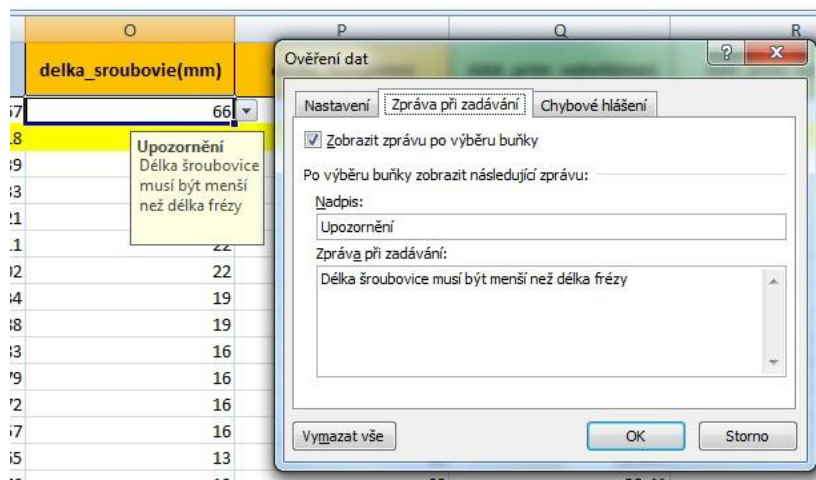 O P Q R
delka_sroubovie(mm)
Ověření dat
Nastavení Zpráva při zadávání Chybové hlášení
Zobrazit zprávu po výběru buňky
Po výběru buňky zobrazit následující zprávu:
Nadpis:
Upozornění
Zpráva při zadávání:
Délka šroubovice musí být menší než délka frézy
Vymazat vše OK Storno
57 66
Upozornění
Délka šroubovice
musí být menší
než délka frézy
22
22
19
19
16
16
16
16
13